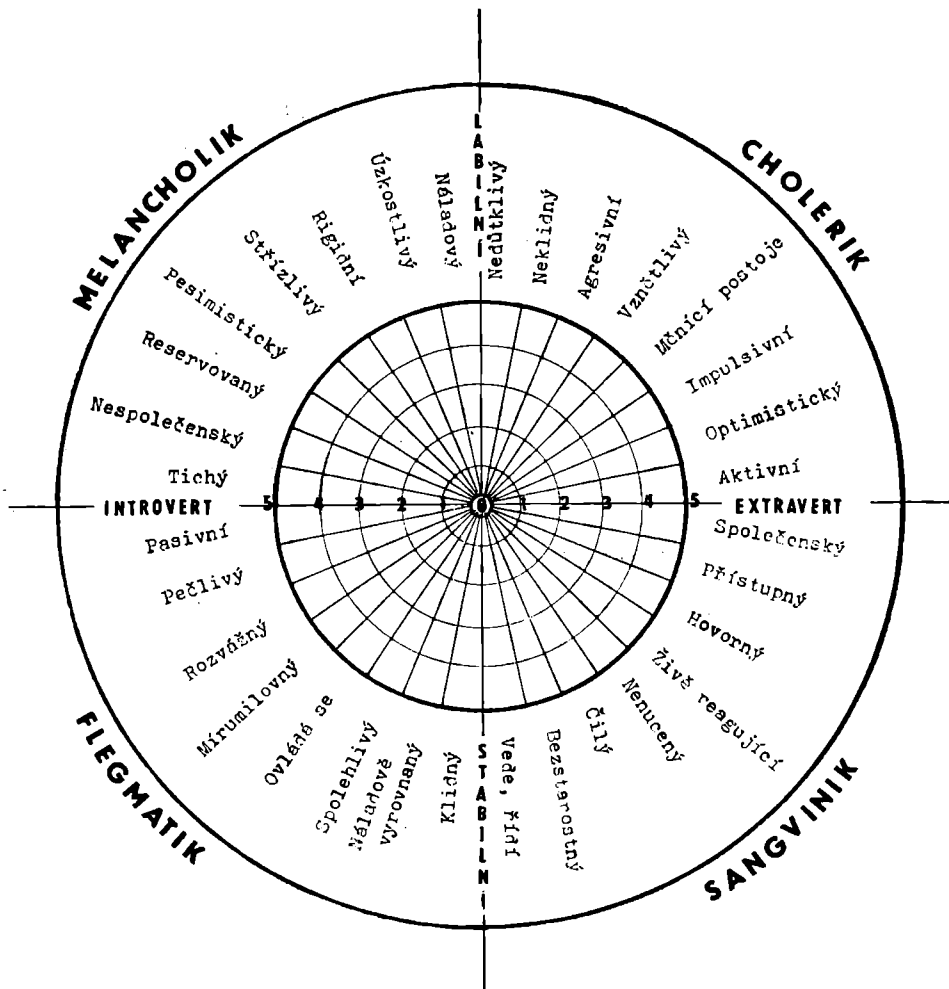 MELANCHOLIK
CHOLERIK
LABILNÍ
Nedůtklivý
Neklidný
Agresivní
Vznětlivý
Měnící postoje
Impulsivní
Optimistický
Aktivní
EXTRAVERT
Společenský
Přístupný
Hovorný
Živě reagující
Nenucený
Čilý
Bezstarostný
Vede, řídí
STABILNÍ
Klidný
Náladově
vyrovnaný
Spolehlivý
Ovládá se
Mírumilovný
Rozvážný
Pečlivý
Pasivní
INTROVERT
Tichý
Nespolečenský
Reservovaný
Pesimistický
Střízlivý
Rigidní
Úzkostlivý
Náladový
5 4 3 2 1 0 1 2 3 4 5
FLEGMATIK
SANGVINIK